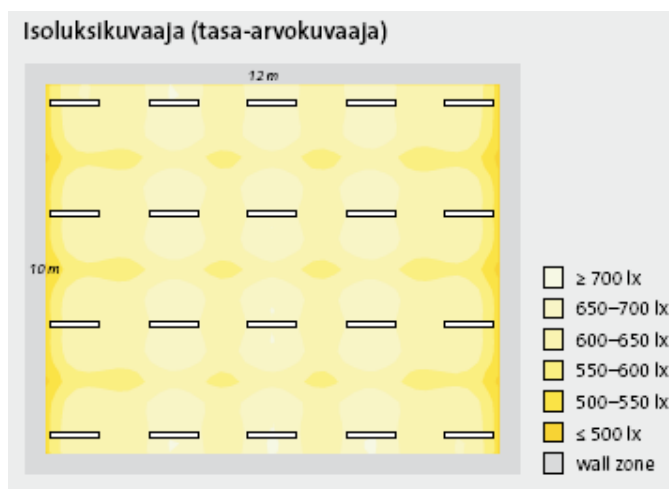 Isoluksikuvaaja (tasa-arvokuvaaja)
12 m
10 m
≥ 700 lx
650–700 lx
600–650 lx
550–600 lx
500–550 lx
≤ 500 lx
wall zone